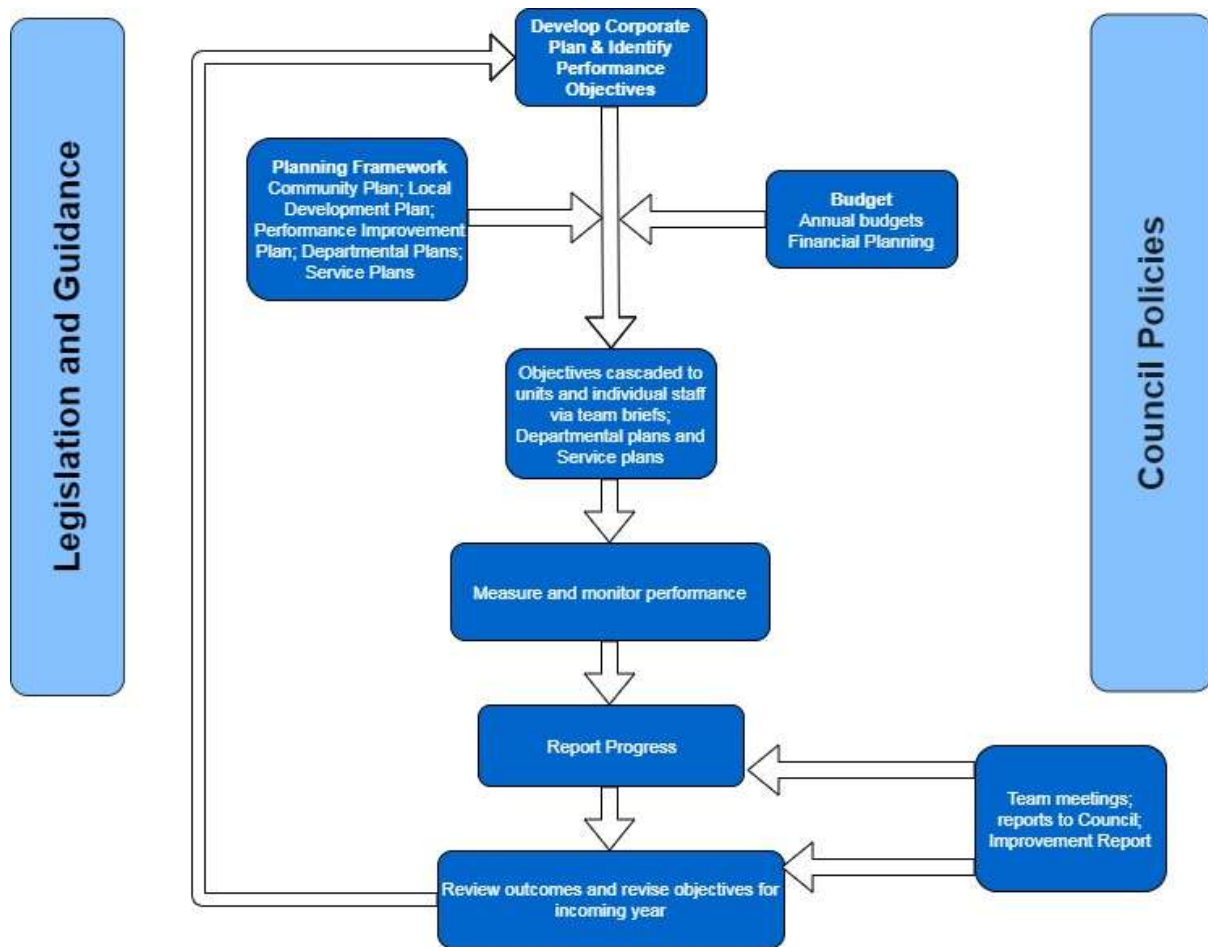 Legislation and Guidance
Develop Corporate
Plan & Identify
Performance
Objectives
Planning Framework
Community Plan; Local
Development Plan;
Performance Improvement
Plan; Departmental Plans;
Service Plans
Budget
Annual budgets
Financial Planning
Objectives cascaded to
units and individual staff
via team briefs;
Departmental plans and
Service plans
Measure and monitor performance
Report Progress
Team meetings;
reports to Council;
Improvement Report
Review outcomes and revise objectives for
incoming year
Council Policies